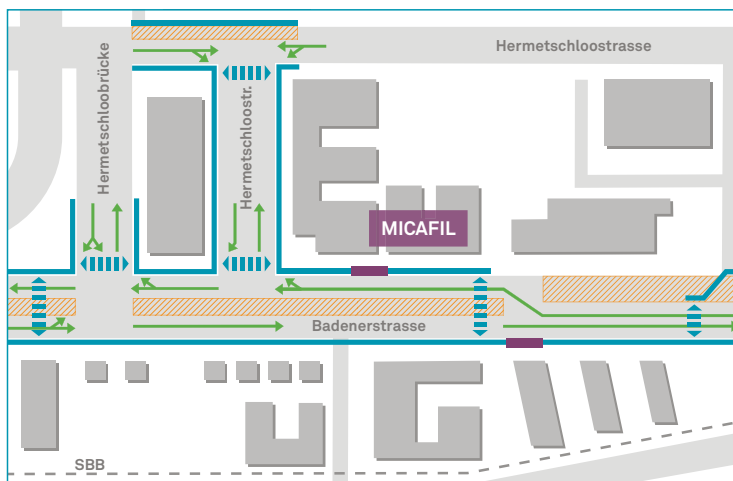 Hermetschloostrasse
Hermetschloobrücke
Hermetschloostr.
MICAFIL
Badenerstrasse
SBB